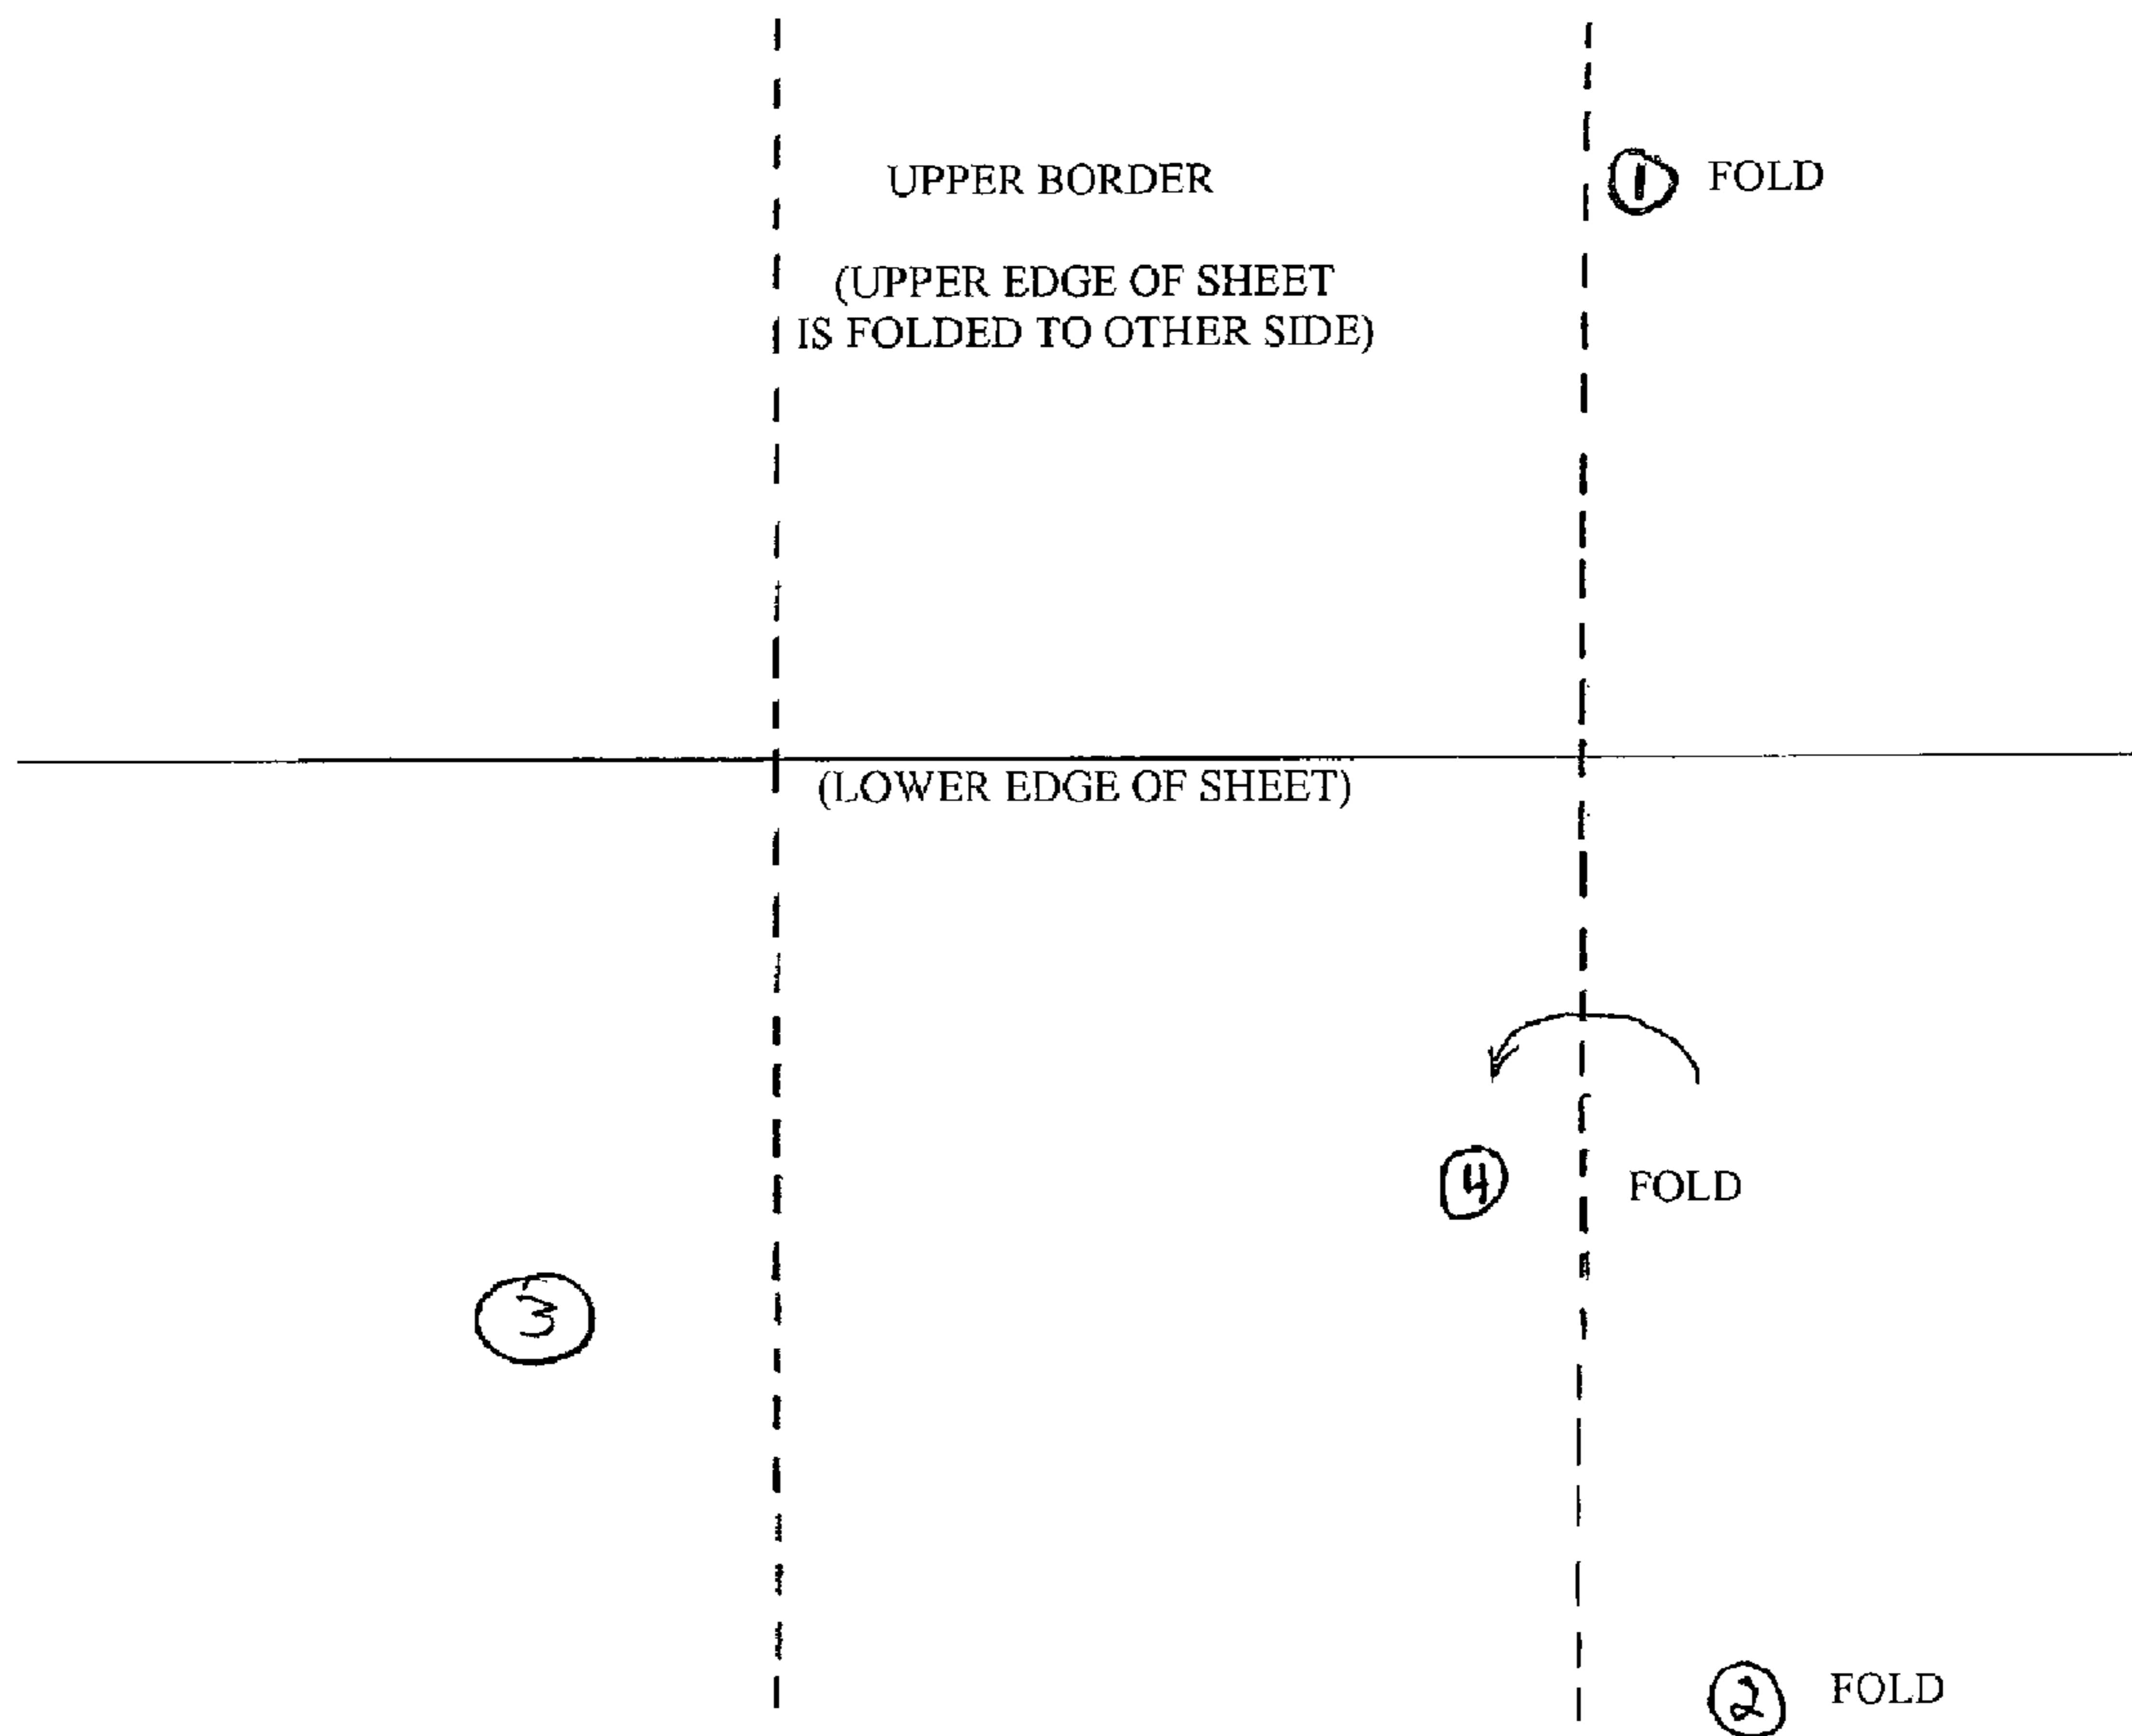 UPPER BORDER
1 FOLD
(UPPER EDGE OF SHEET
IS FOLDED TO OTHER SIDE)
(LOWER EDGE OF SHEET)
4 FOLD
3
2 FOLD